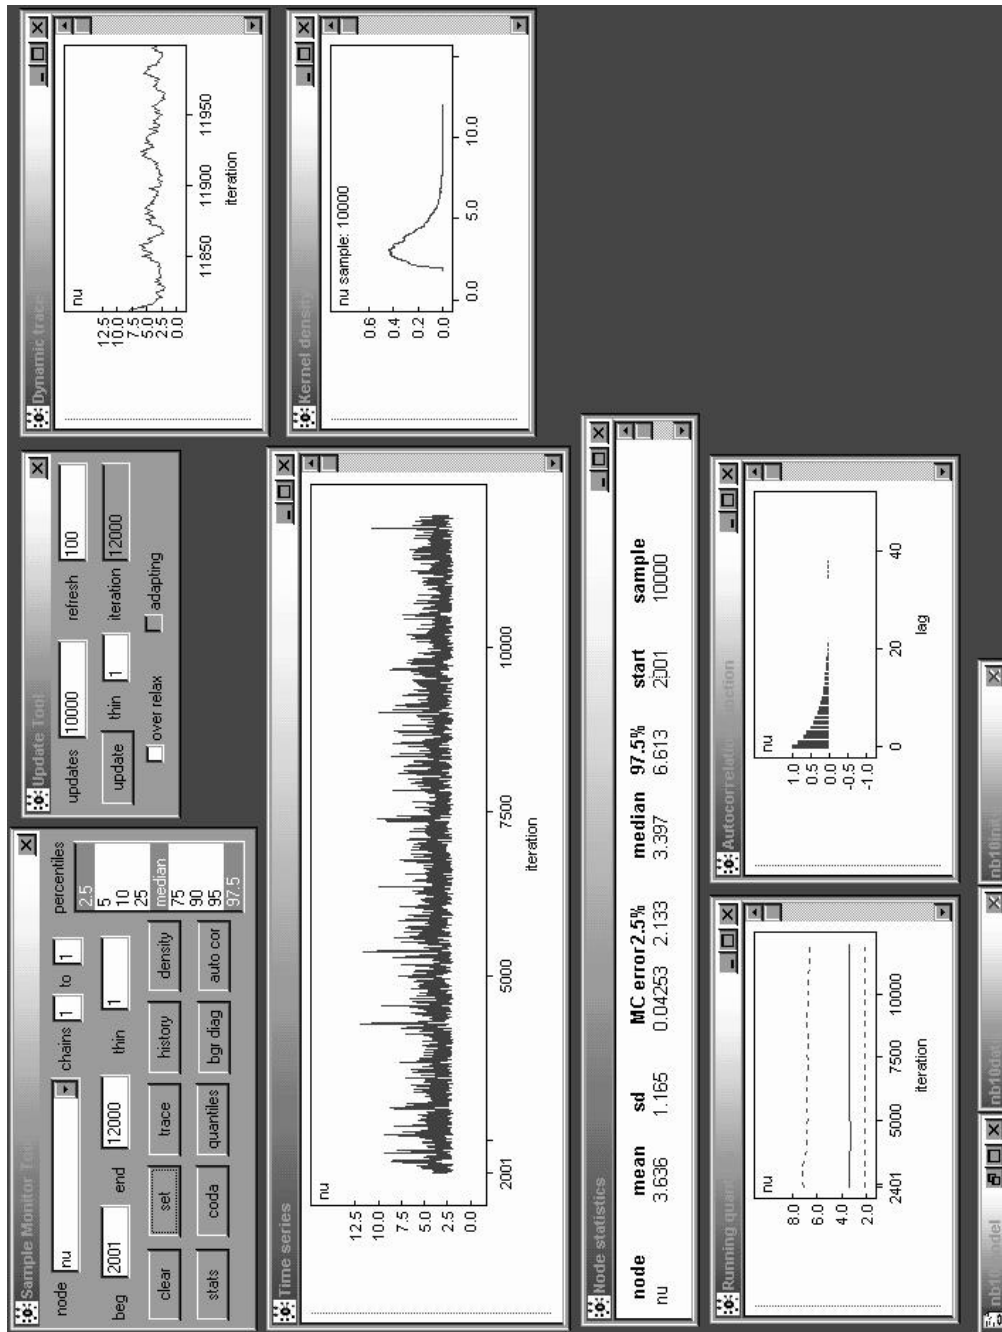 Sample Monitor Tool
node nu chains 1 to 1 percentiles
beg 2001 end 12000 thin 1
2.5
5
10
25
median
75
90
95
97.5
clear set trace history density
stats coda quantiles bgr diag auto cor
Update Tool
updates 10000 refresh 100
update thin 1 iteration 12000
over relax adapting
Dynamic trace
nu
12.5
10.0
7.5
5.0
2.5
0.0
11850 11900 11950
iteration
Time series
nu
12.5
10.0
7.5
5.0
2.5
0.0
2001 5000 7500 10000
iteration
Kernel density
nu sample: 10000
0.6
0.4
0.2
0.0
0.0 5.0 10.0
Node statistics
node mean sd MC error 2.5% median 97.5% start sample
nu 3.636 1.165 0.04253 2.133 3.397 6.613 2001 10000
Running quant
nu
8.0
6.0
4.0
2.0
2401 5000 7500 10000
iteration
Autocorrelation function
nu
1.0
0.5
0.0
-0.5
-1.0
0 20 40
lag
nb10model nb10dat nb10init